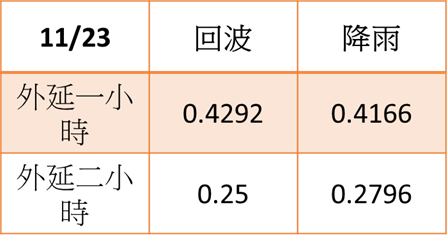 11/23 回波 降雨
外延一小
時 0.4292 0.4166
外延二小
時 0.25 0.2796